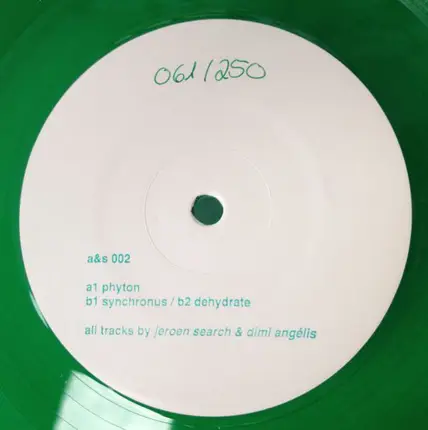 061/250
a&s 002
a1 phyton
b1 synchronus / b2 dehydrate
all tracks by jeroen search & dimi angélis